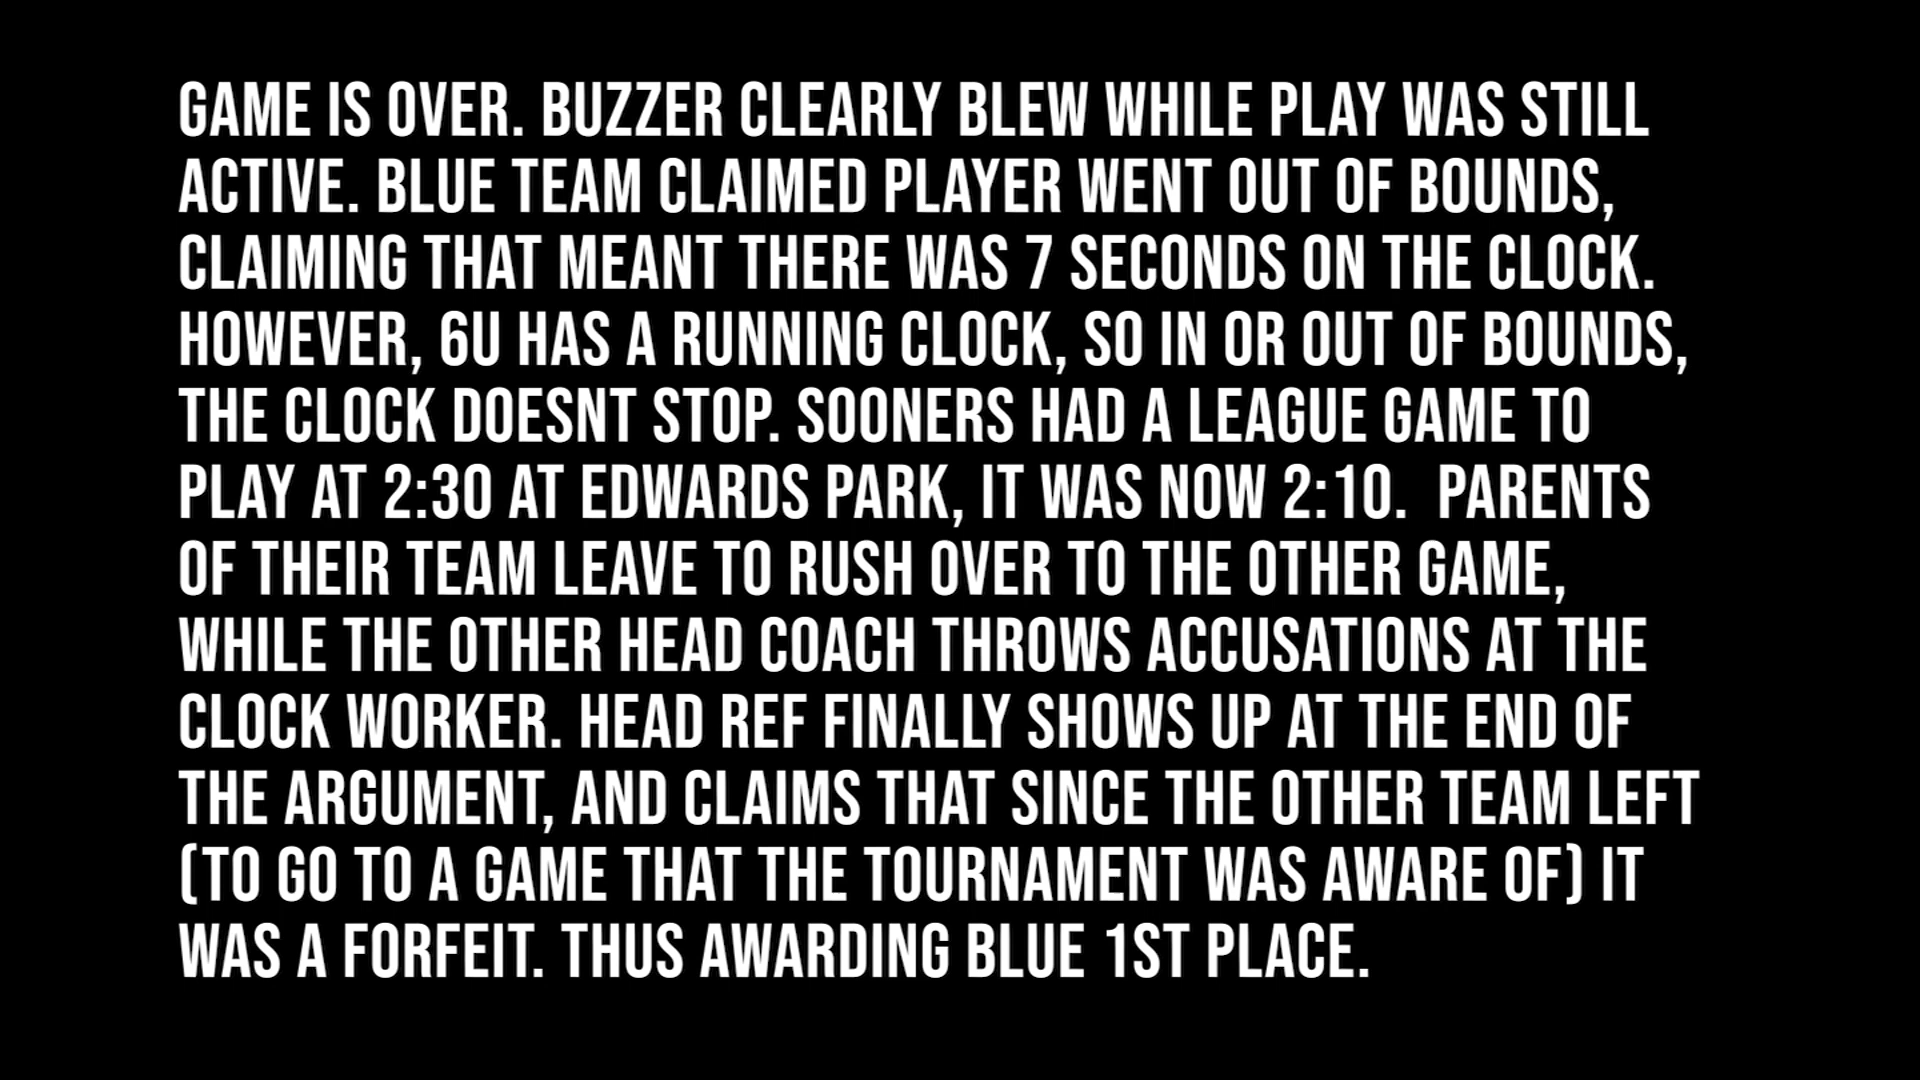 GAME IS OVER. BUZZER CLEARLY BLEW WHILE PLAY WAS STILL
ACTIVE. BLUE TEAM CLAIMED PLAYER WENT OUT OF BOUNDS,
CLAIMING THAT MEANT THERE WAS 7 SECONDS ON THE CLOCK.
HOWEVER, 6U HAS A RUNNING CLOCK, SO IN OR OUT OF BOUNDS,
THE CLOCK DOESNT STOP. SOONERS HAD A LEAGUE GAME TO
PLAY AT 2:30 AT EDWARDS PARK, IT WAS NOW 2:10.  PARENTS
OF THEIR TEAM LEAVE TO RUSH OVER TO THE OTHER GAME,
WHILE THE OTHER HEAD COACH THROWS ACCUSATIONS AT THE
CLOCK WORKER. HEAD REF FINALLY SHOWS UP AT THE END OF
THE ARGUMENT, AND CLAIMS THAT SINCE THE OTHER TEAM LEFT
(TO GO TO A GAME THAT THE TOURNAMENT WAS AWARE OF) IT
WAS A FORFEIT. THUS AWARDING BLUE 1ST PLACE.